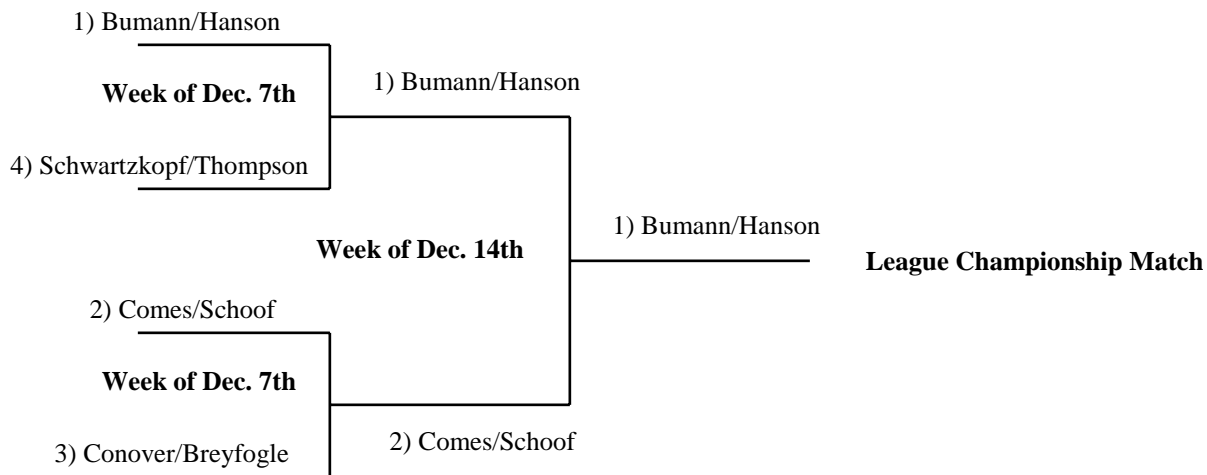 1) Bumann/Hanson
Week of Dec. 7th
1) Bumann/Hanson
4) Schwartzkopf/Thompson
1) Bumann/Hanson
Week of Dec. 14th
League Championship Match
2) Comes/Schoof
Week of Dec. 7th
2) Comes/Schoof
3) Conover/Breyfogle